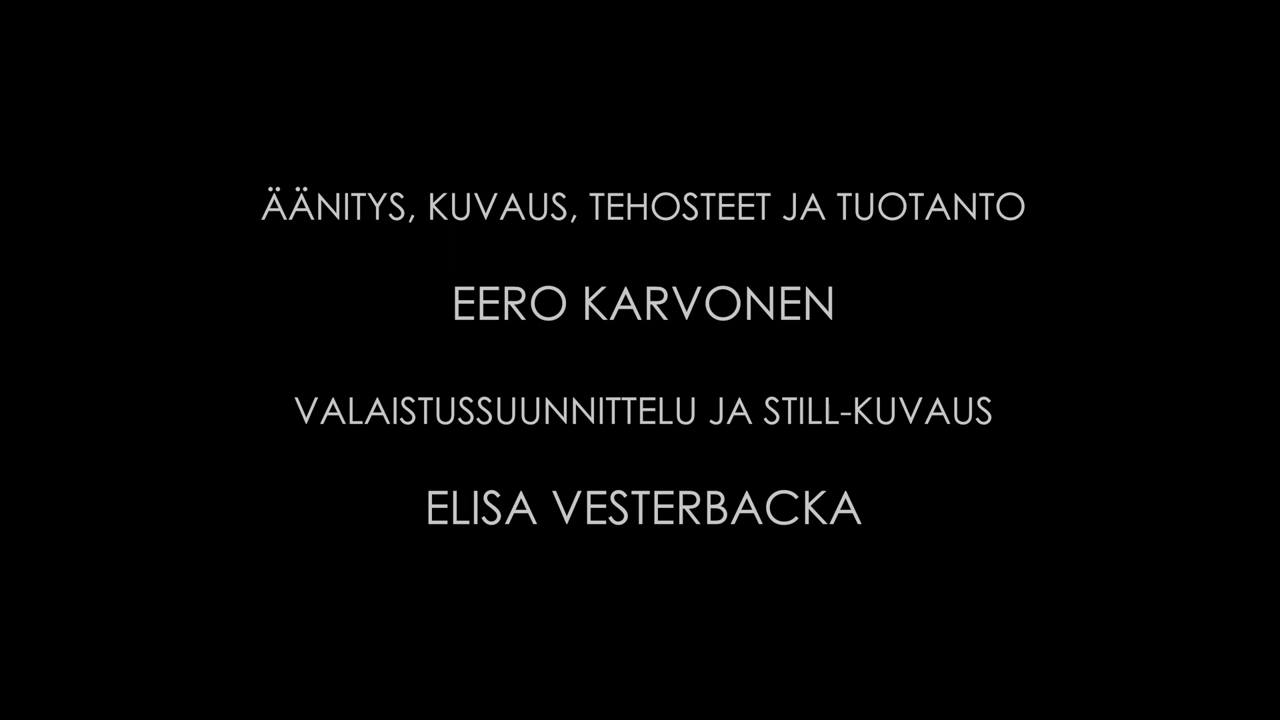 ÄÄNITYS, KUVAUS, TEHOSTEET JA TUOTANTO
EERO KARVONEN
VALAISTUSSUUNNITTELU JA STILL-KUVAUS
ELISA VESTERBACKA